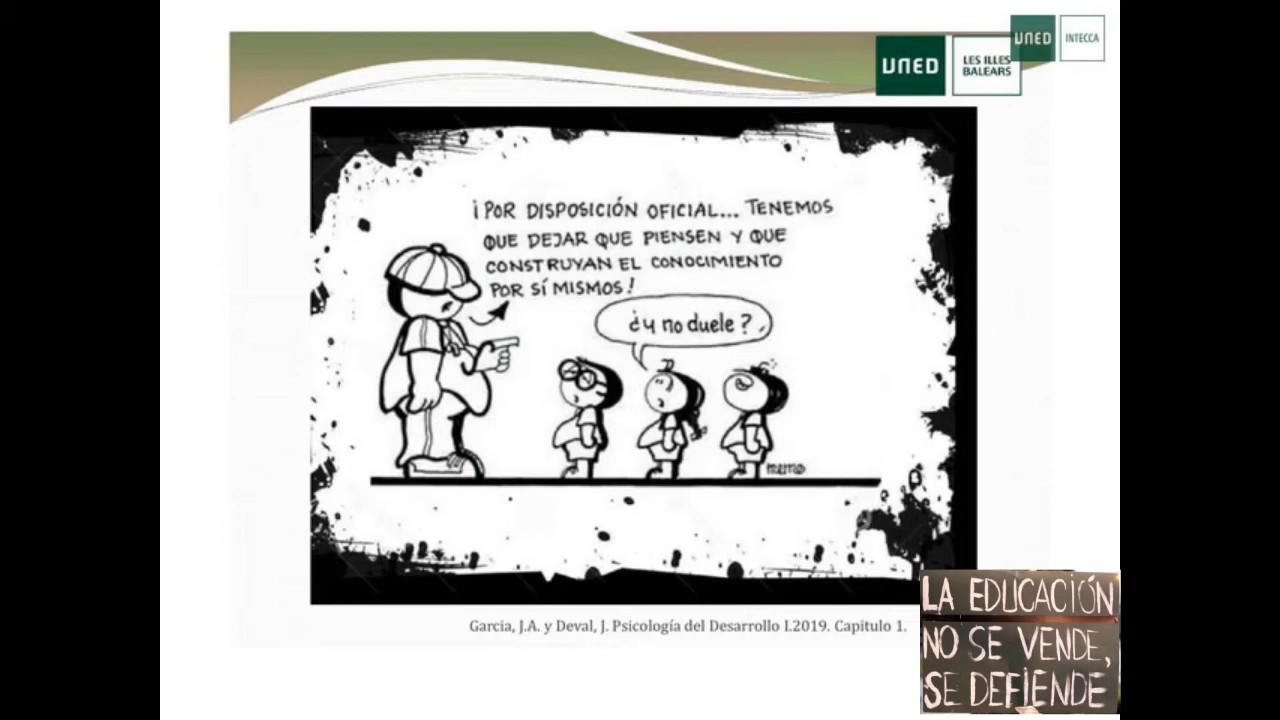 UNED
INTECCA
UNED
LES ILLES
BALEARS
¡POR DISPOSICIÓN OFICIAL... TENEMOS
QUE DEJAR QUE PIENSEN Y QUE
CONSTRUYAN EL CONOCIMIENTO
POR SÍ MISMOS!
¿y no duele?
memo
Garcia, J.A. y Deval, J. Psicología del Desarrollo I.2019. Capitulo 1.
LA EDUCACIÓN
NO SE VENDE,
SE DEFIENDE